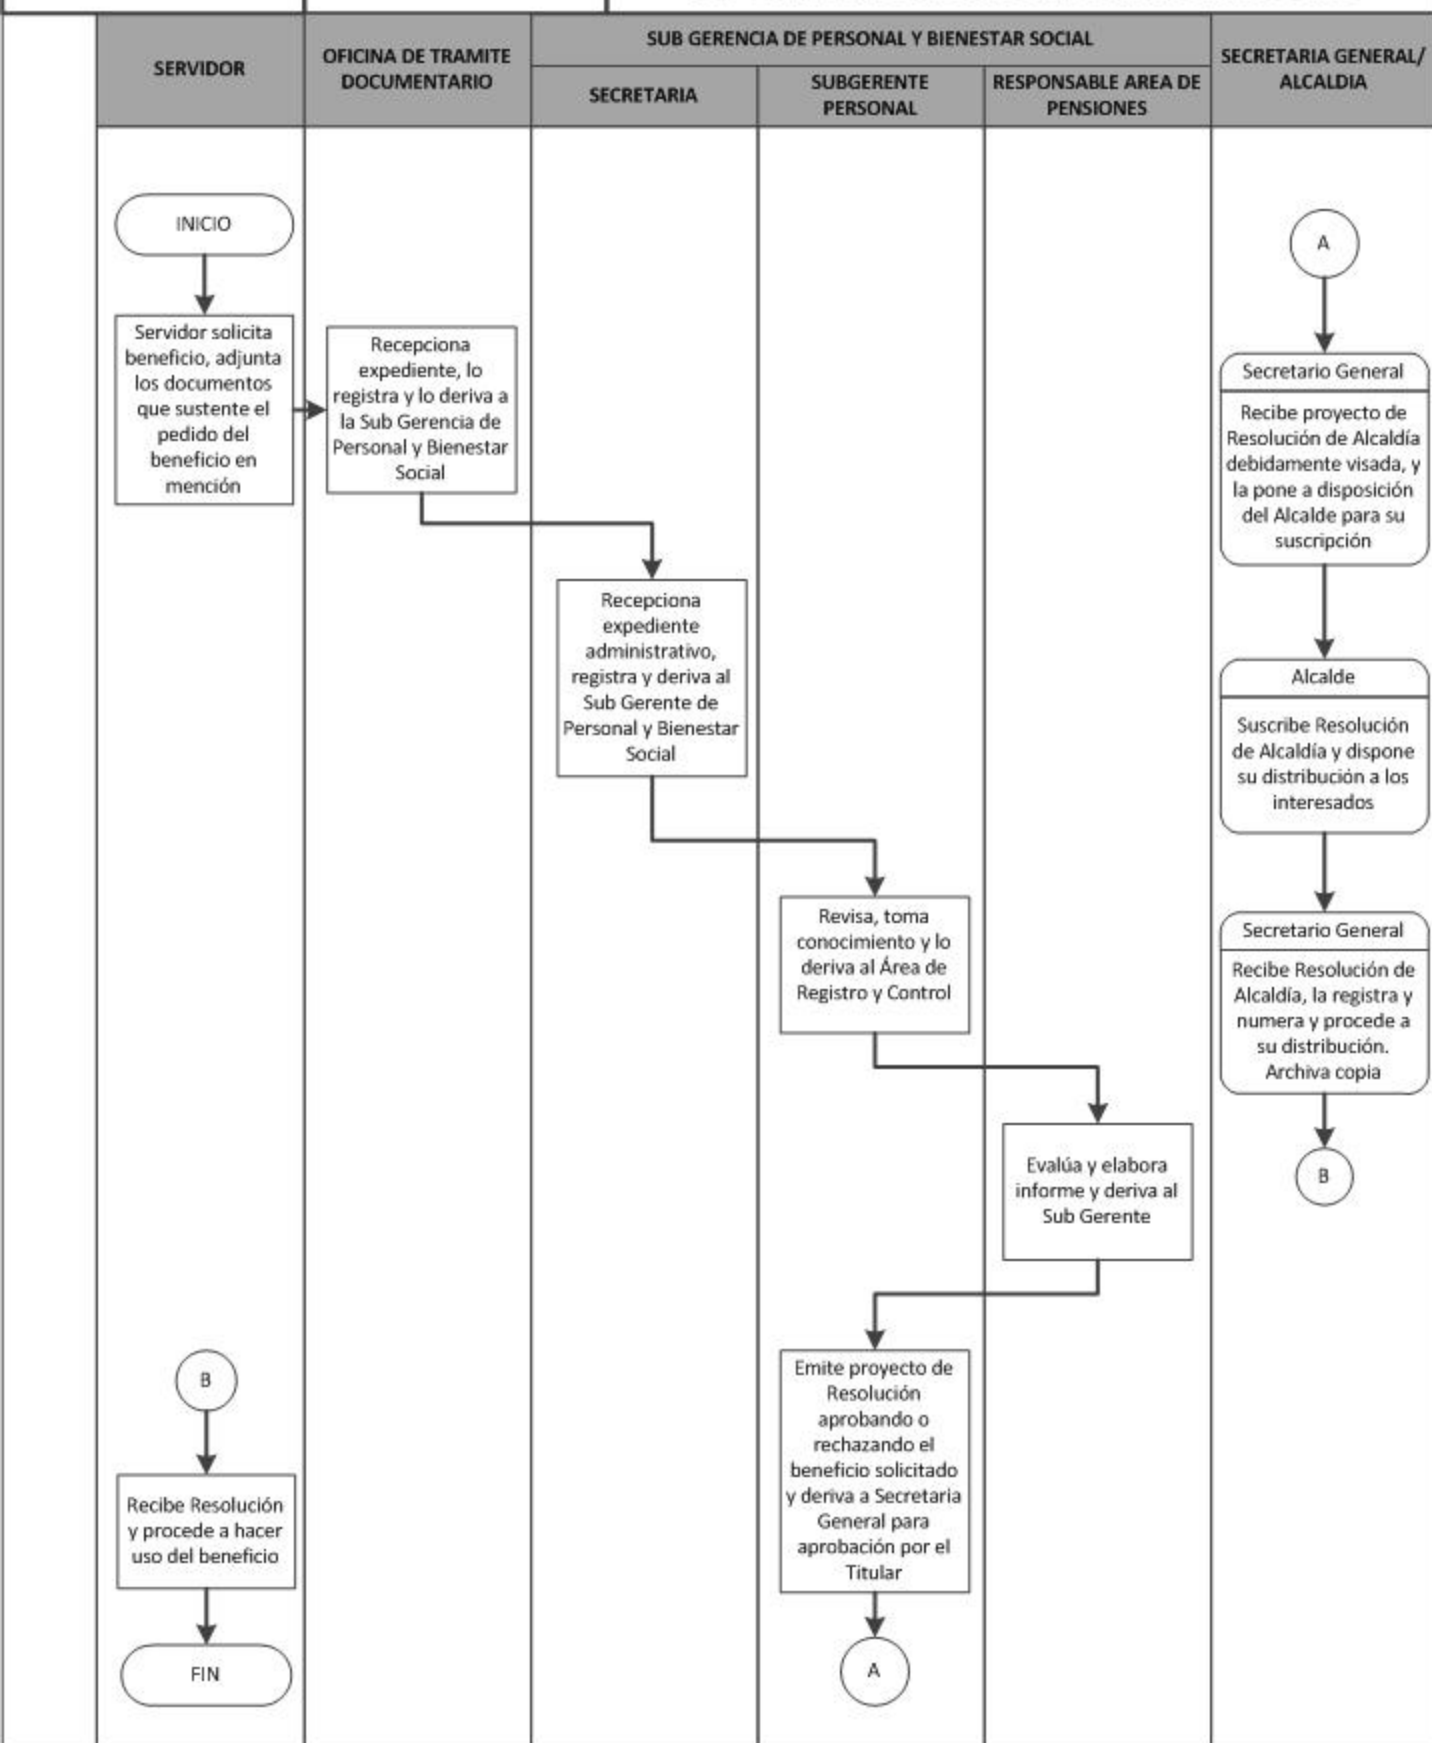 SERVIDOR
OFICINA DE TRAMITE
DOCUMENTARIO
SUB GERENCIA DE PERSONAL Y BIENESTAR SOCIAL
SECRETARIA
SUBGERENTE
PERSONAL
RESPONSABLE AREA DE
PENSIONES
SECRETARIA GENERAL/
ALCALDIA
INICIO
Servidor solicita
beneficio, adjunta
los documentos
que sustente el
pedido del
beneficio en
mención
Recepciona
expediente, lo
registra y lo deriva a
la Sub Gerencia de
Personal y Bienestar
Social
Recepciona
expediente
administrativo,
registra y deriva al
Sub Gerente de
Personal y Bienestar
Social
Revisa, toma
conocimiento y lo
deriva al Área de
Registro y Control
Evalúa y elabora
informe y deriva al
Sub Gerente
Emite proyecto de
Resolución
aprobando o
rechazando el
beneficio solicitado
y deriva a Secretaria
General para
aprobación por el
Titular
A
A
Secretario General
Recibe proyecto de
Resolución de Alcaldía
debidamente visada, y
la pone a disposición
del Alcalde para su
suscripción
Alcalde
Suscribe Resolución
de Alcaldía y dispone
su distribución a los
interesados
Secretario General
Recibe Resolución de
Alcaldía, la registra y
numera y procede a
su distribución.
Archiva copia
B
B
Recibe Resolución
y procede a hacer
uso del beneficio
FIN